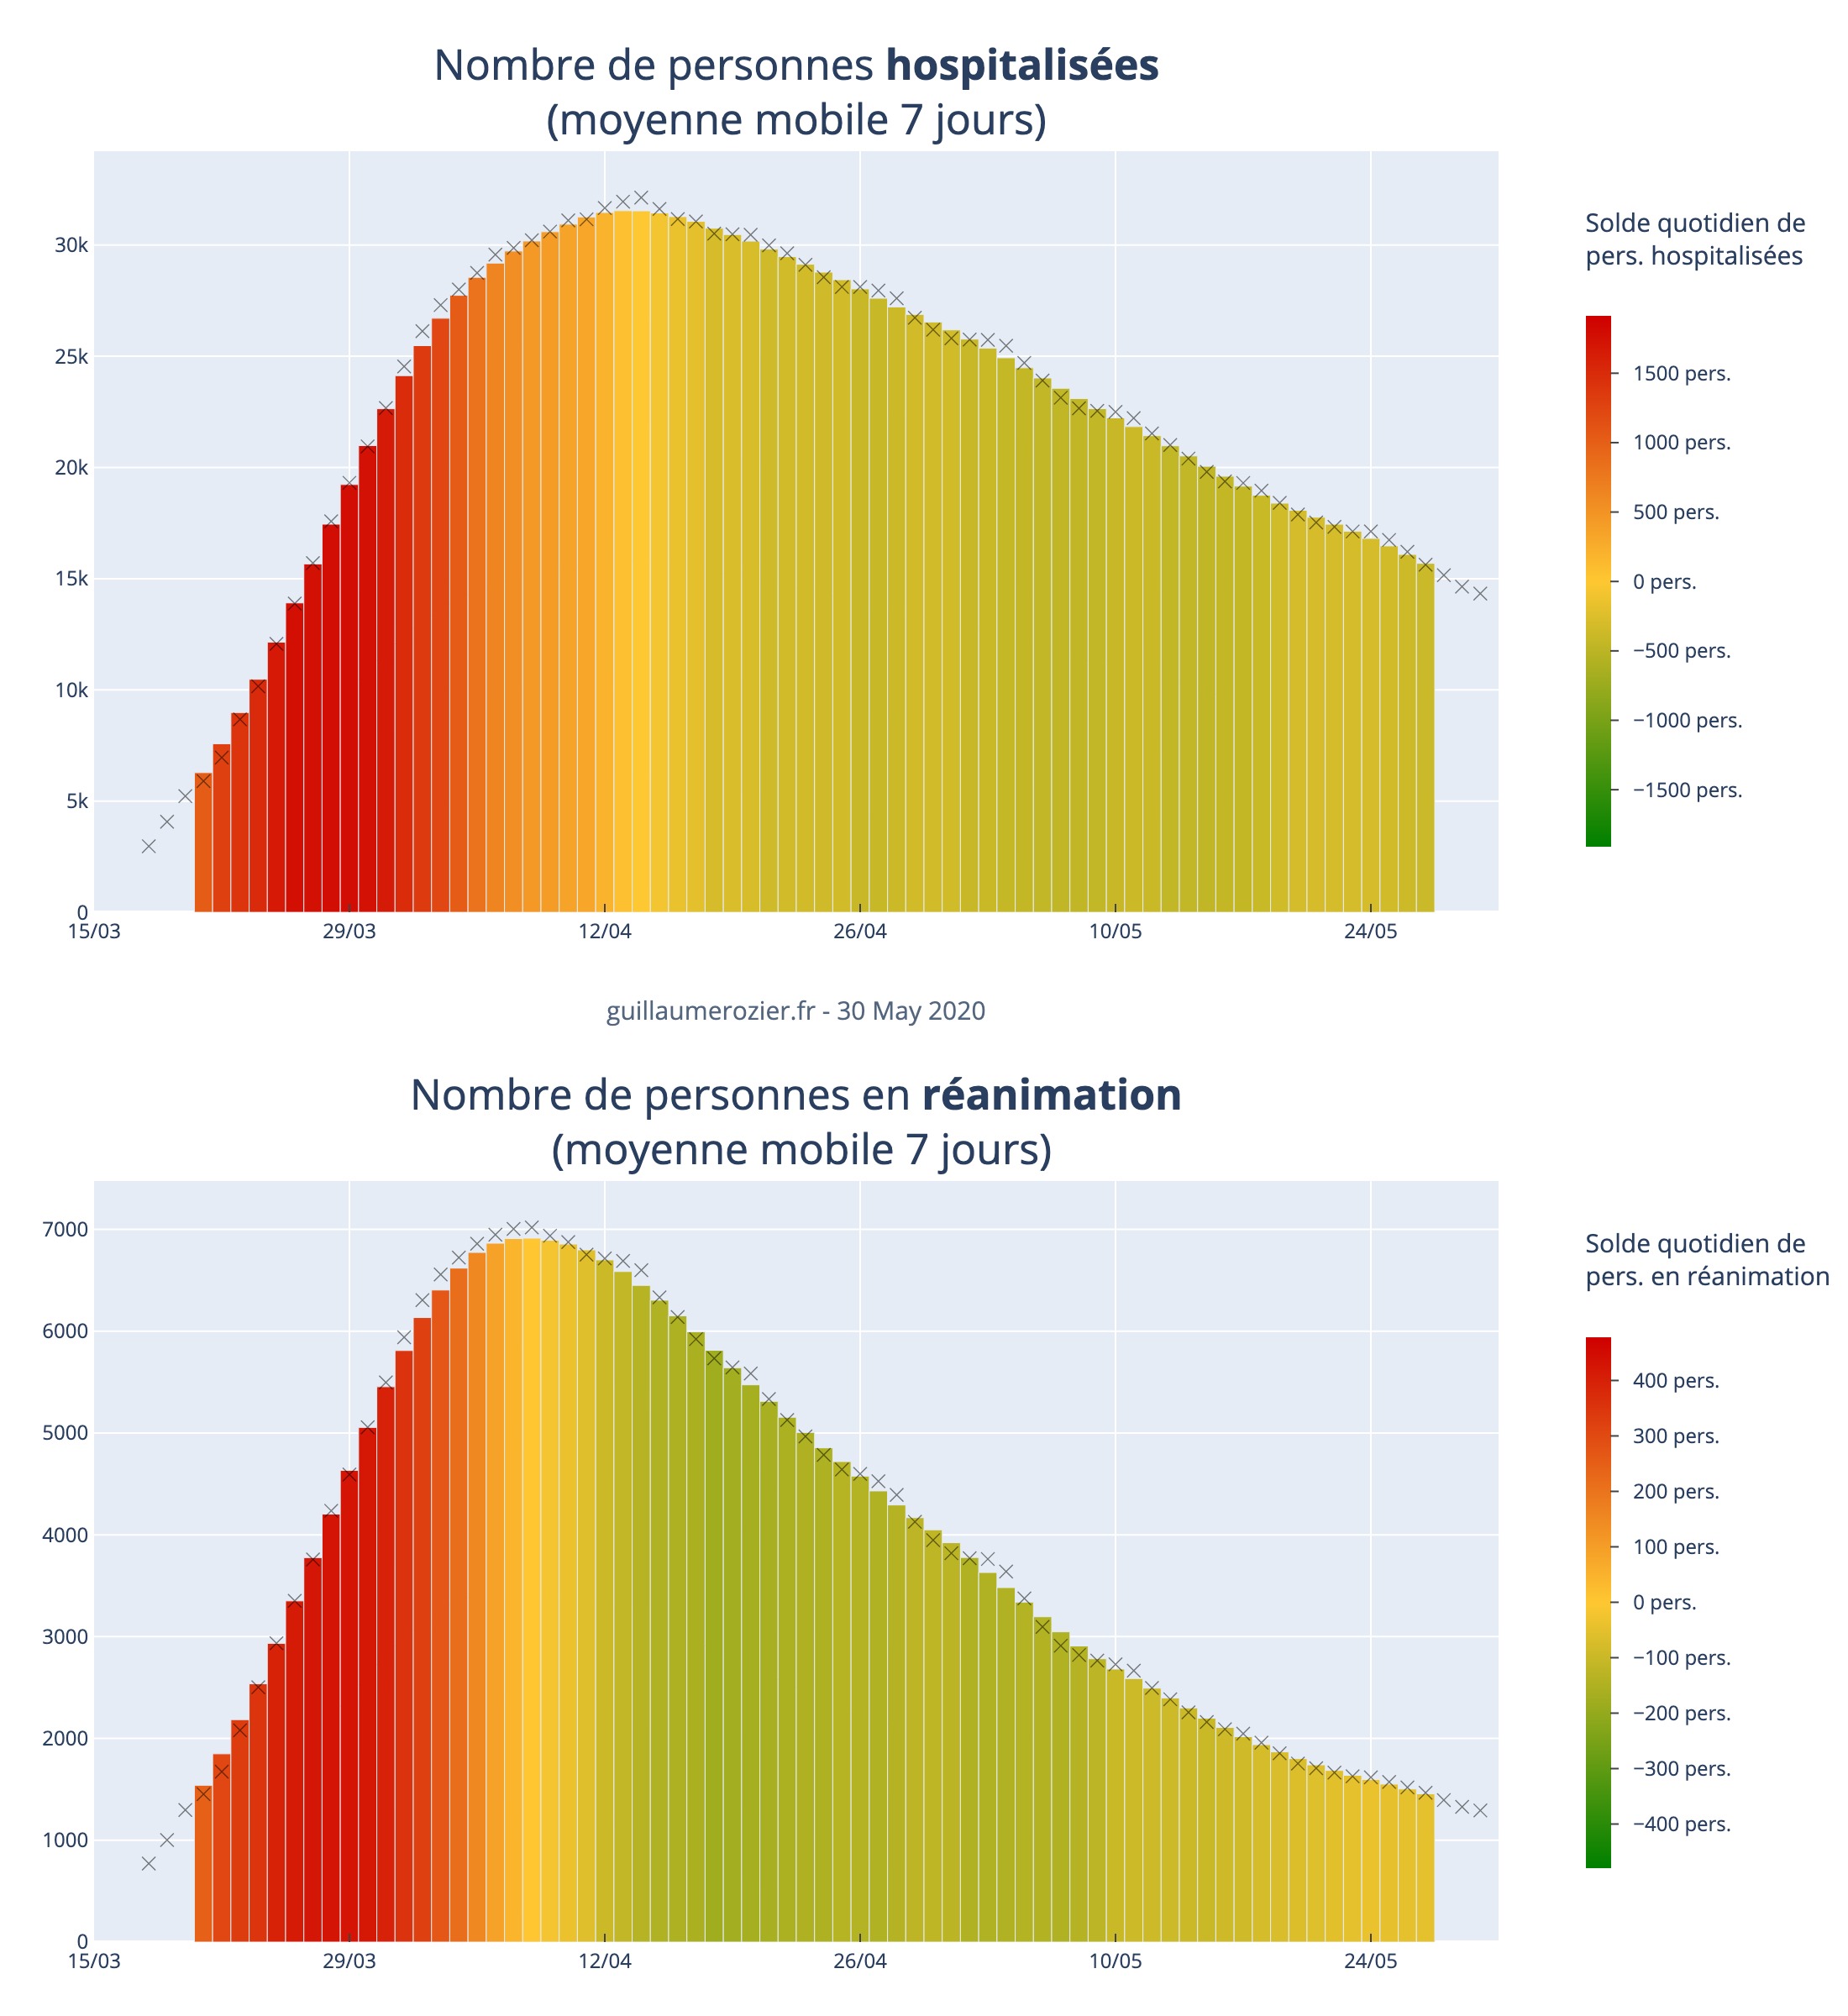 Nombre de personnes hospitalisées
(moyenne mobile 7 jours)
Solde quotidien de
pers. hospitalisées
30k
25k
20k
15k
10k
5k
0
1500 pers.
1000 pers.
500 pers.
0 pers.
−500 pers.
−1000 pers.
−1500 pers.
15/03
29/03
12/04
26/04
10/05
24/05
guillaumerozier.fr - 30 May 2020
Nombre de personnes en réanimation
(moyenne mobile 7 jours)
Solde quotidien de
pers. en réanimation
7000
6000
5000
4000
3000
2000
1000
0
400 pers.
300 pers.
200 pers.
100 pers.
0 pers.
−100 pers.
−200 pers.
−300 pers.
−400 pers.
15/03
29/03
12/04
26/04
10/05
24/05